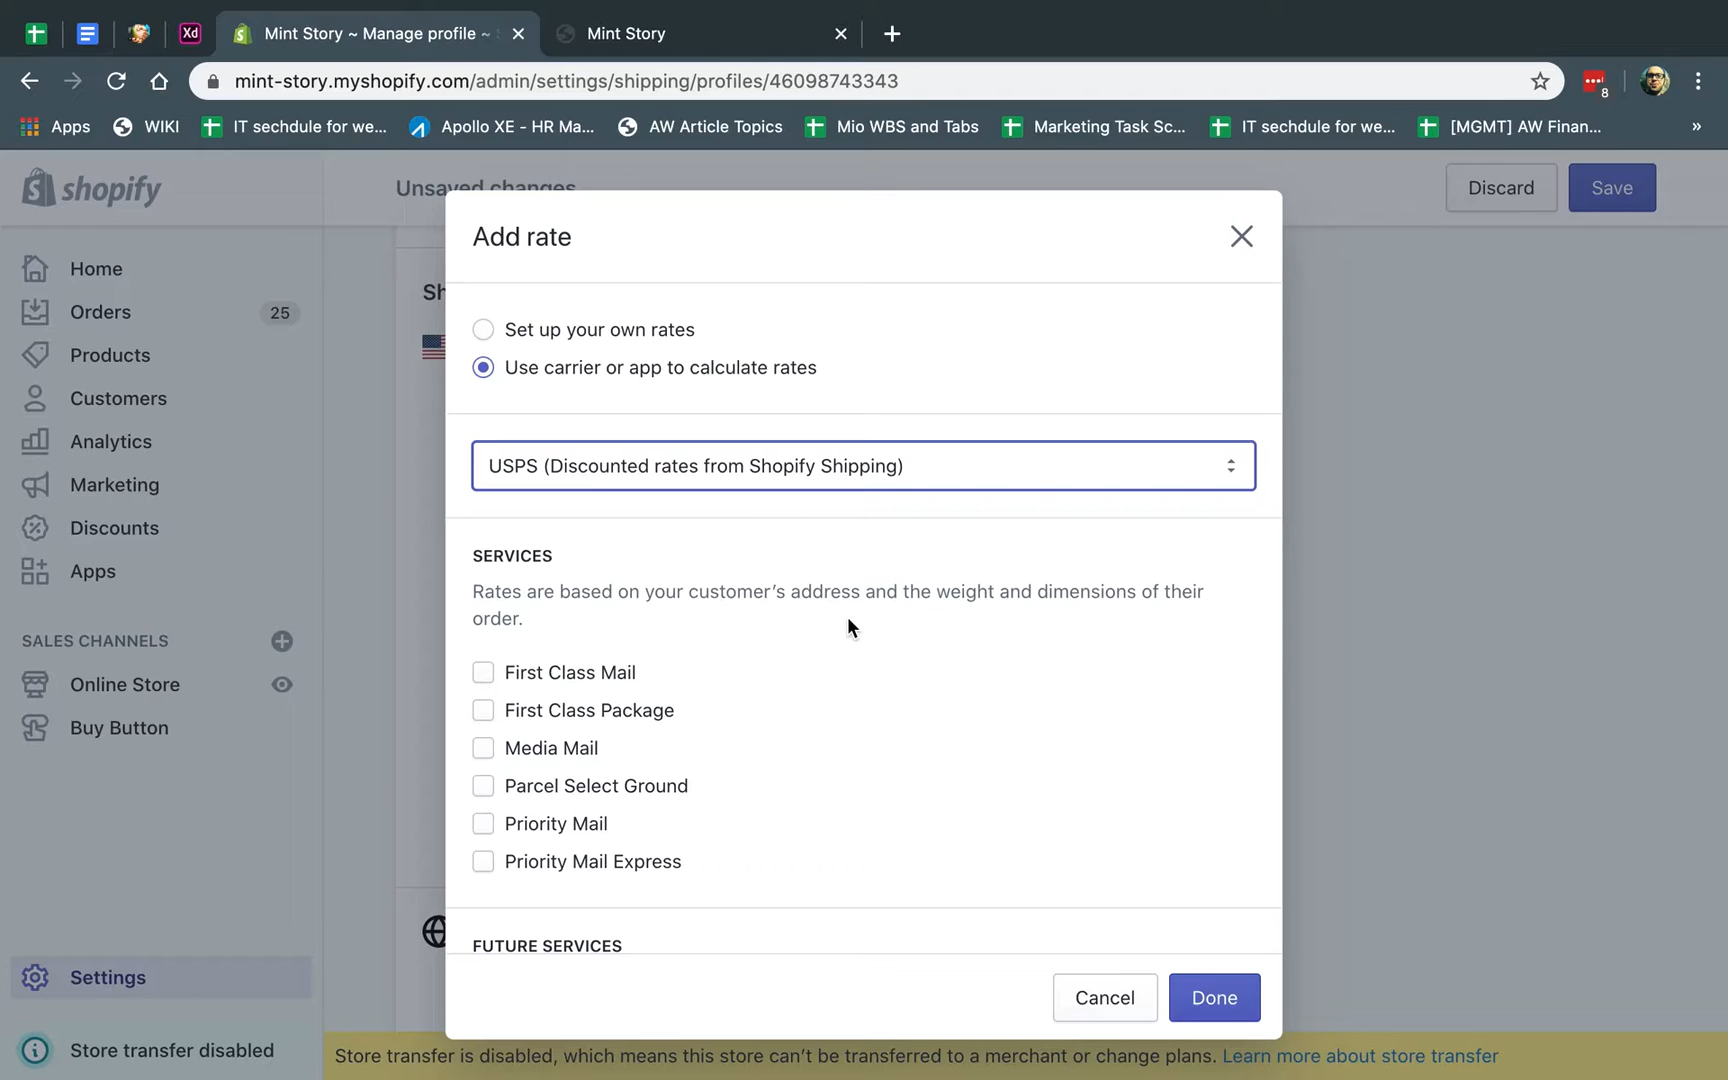 Xd
Mint Story ~ Manage profile ~
Mint Story
mint-story.myshopify.com/admin/settings/shipping/profiles/46098743343
8
Apps
WIKI
IT sechdule for we...
Apollo XE - HR Ma...
AW Article Topics
Mio WBS and Tabs
Marketing Task Sc...
IT sechdule for we...
[MGMT] AW Finan...
»
shopify
Unsaved changes
Discard
Save
Home
Orders
25
Products
Customers
Analytics
Marketing
Discounts
Apps
SALES CHANNELS
Online Store
Buy Button
Settings
Store transfer disabled
Sh
Add rate
Set up your own rates
Use carrier or app to calculate rates
USPS (Discounted rates from Shopify Shipping)
SERVICES
Rates are based on your customer’s address and the weight and dimensions of their
order.
First Class Mail
First Class Package
Media Mail
Parcel Select Ground
Priority Mail
Priority Mail Express
FUTURE SERVICES
Cancel
Done
Store transfer is disabled, which means this store can’t be transferred to a merchant or change plans. Learn more about store transfer